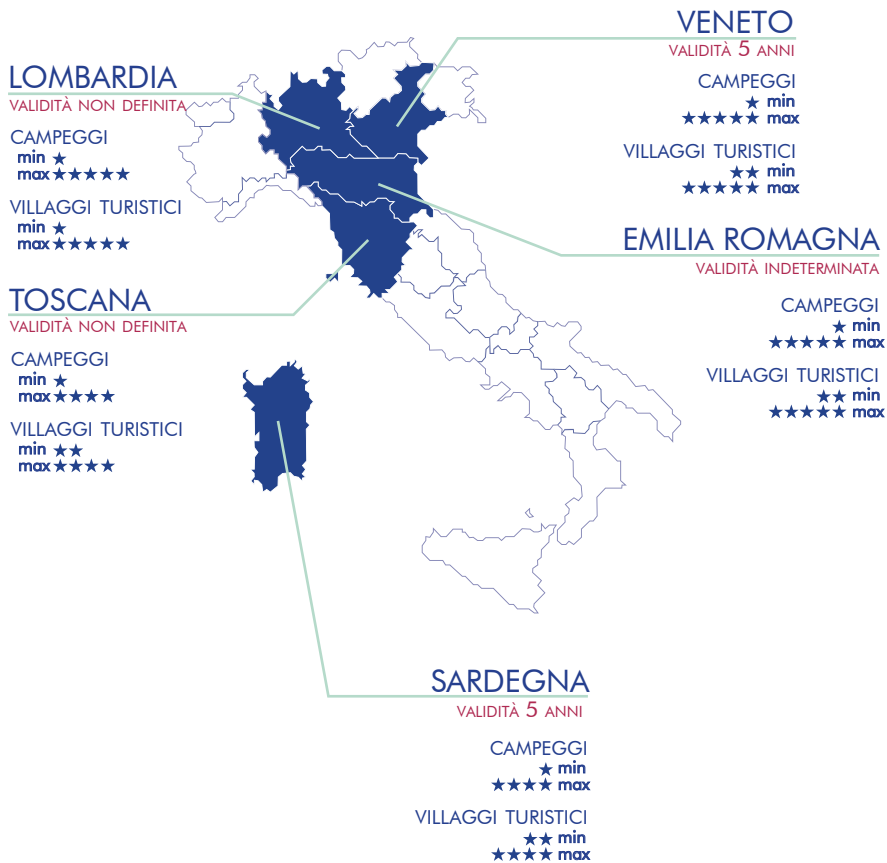 LOMBARDIA
VALIDITÀ NON DEFINITA
CAMPEGGI
min ★
max ★★★★★
VILLAGGI TURISTICI
min ★
max ★★★★★
TOSCANA
VALIDITÀ NON DEFINITA
CAMPEGGI
min ★
max ★★★★
VILLAGGI TURISTICI
min ★★
max ★★★★
VENETO
VALIDITÀ 5 ANNI
CAMPEGGI
★ min
★★★★★ max
VILLAGGI TURISTICI
★★ min
★★★★★ max
EMILIA ROMAGNA
VALIDITÀ INDETERMINATA
CAMPEGGI
★ min
★★★★★ max
VILLAGGI TURISTICI
★★ min
★★★★★ max
SARDEGNA
VALIDITÀ 5 ANNI
CAMPEGGI
★ min
★★★★ max
VILLAGGI TURISTICI
★★ min
★★★★ max